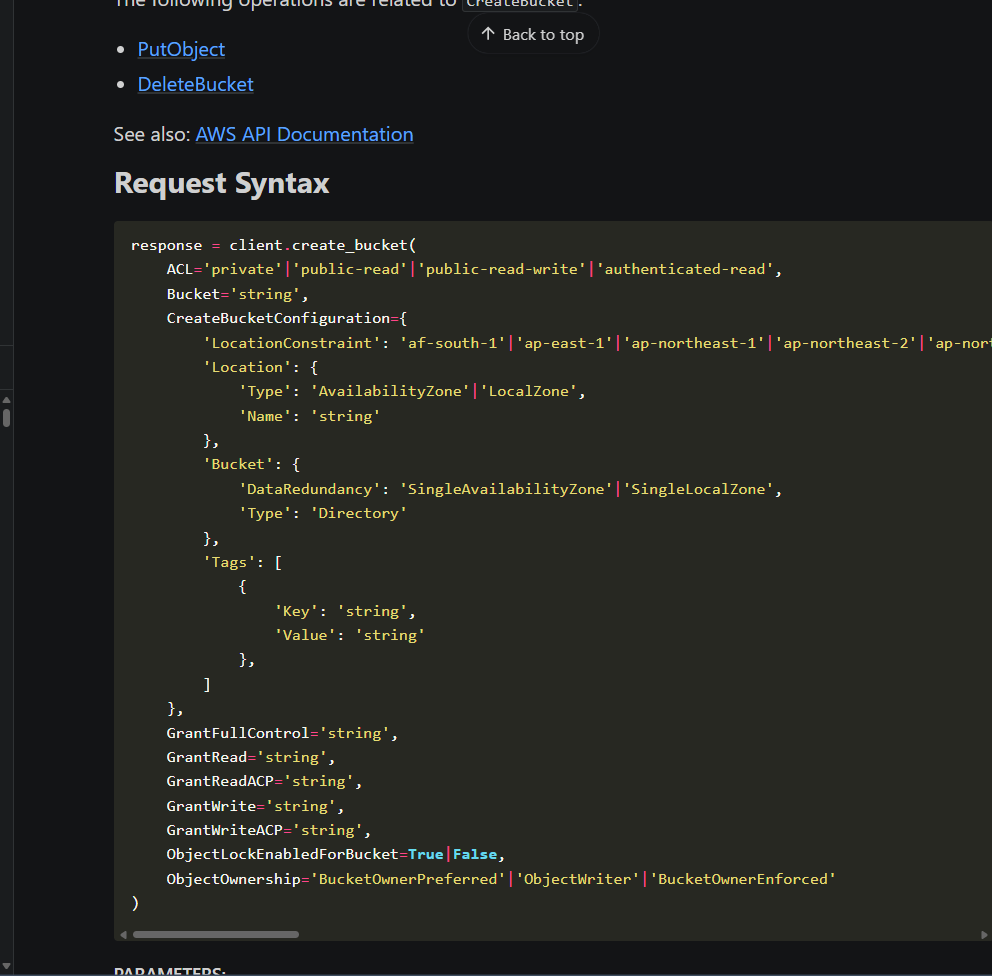 The following operations are related to CreateBucket:
↑ Back to top
• PutObject
• DeleteBucket
See also: AWS API Documentation
Request Syntax
response = client.create_bucket(
    ACL='private'|'public-read'|'public-read-write'|'authenticated-read',
    Bucket='string',
    CreateBucketConfiguration={
        'LocationConstraint': 'af-south-1'|'ap-east-1'|'ap-northeast-1'|'ap-northeast-2'|'ap-nort
        'Location': {
            'Type': 'AvailabilityZone'|'LocalZone',
            'Name': 'string'
        },
        'Bucket': {
            'DataRedundancy': 'SingleAvailabilityZone'|'SingleLocalZone',
            'Type': 'Directory'
        },
        'Tags': [
            {
                'Key': 'string',
                'Value': 'string'
            },
        ]
    },
    GrantFullControl='string',
    GrantRead='string',
    GrantReadACP='string',
    GrantWrite='string',
    GrantWriteACP='string',
    ObjectLockEnabledForBucket=True|False,
    ObjectOwnership='BucketOwnerPreferred'|'ObjectWriter'|'BucketOwnerEnforced'
)
PARAMETERS: